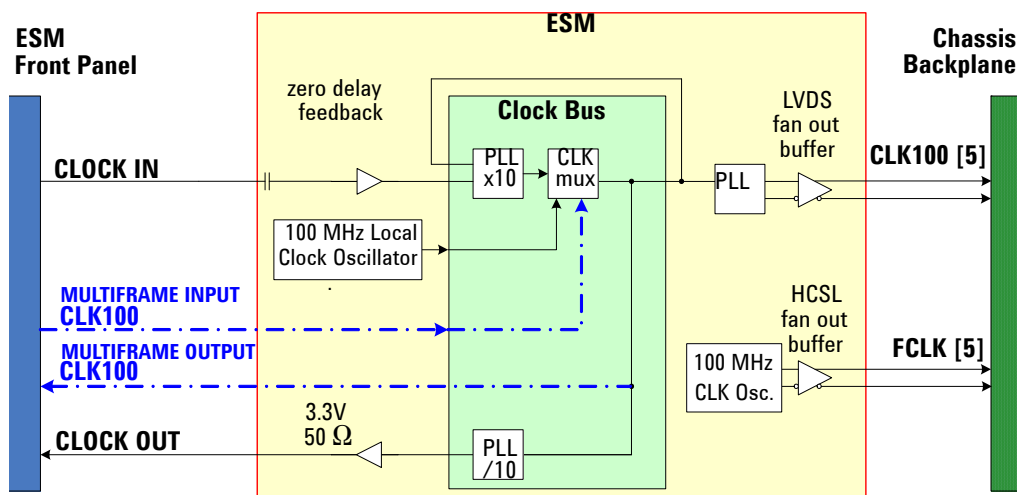 ESM
ESM
Front Panel
Chassis
Backplane
zero delay
feedback
Clock Bus
LVDS
fan out
buffer
CLOCK IN
PLL
x10
CLK
mux
PLL
CLK100 [5]
100 MHz Local
Clock Oscillator
MULTIFRAME INPUT
CLK100
HCSL
fan out
buffer
MULTIFRAME OUTPUT
CLK100
100 MHz
CLK Osc.
FCLK [5]
3.3V
50 Ω
CLOCK OUT
PLL
/10